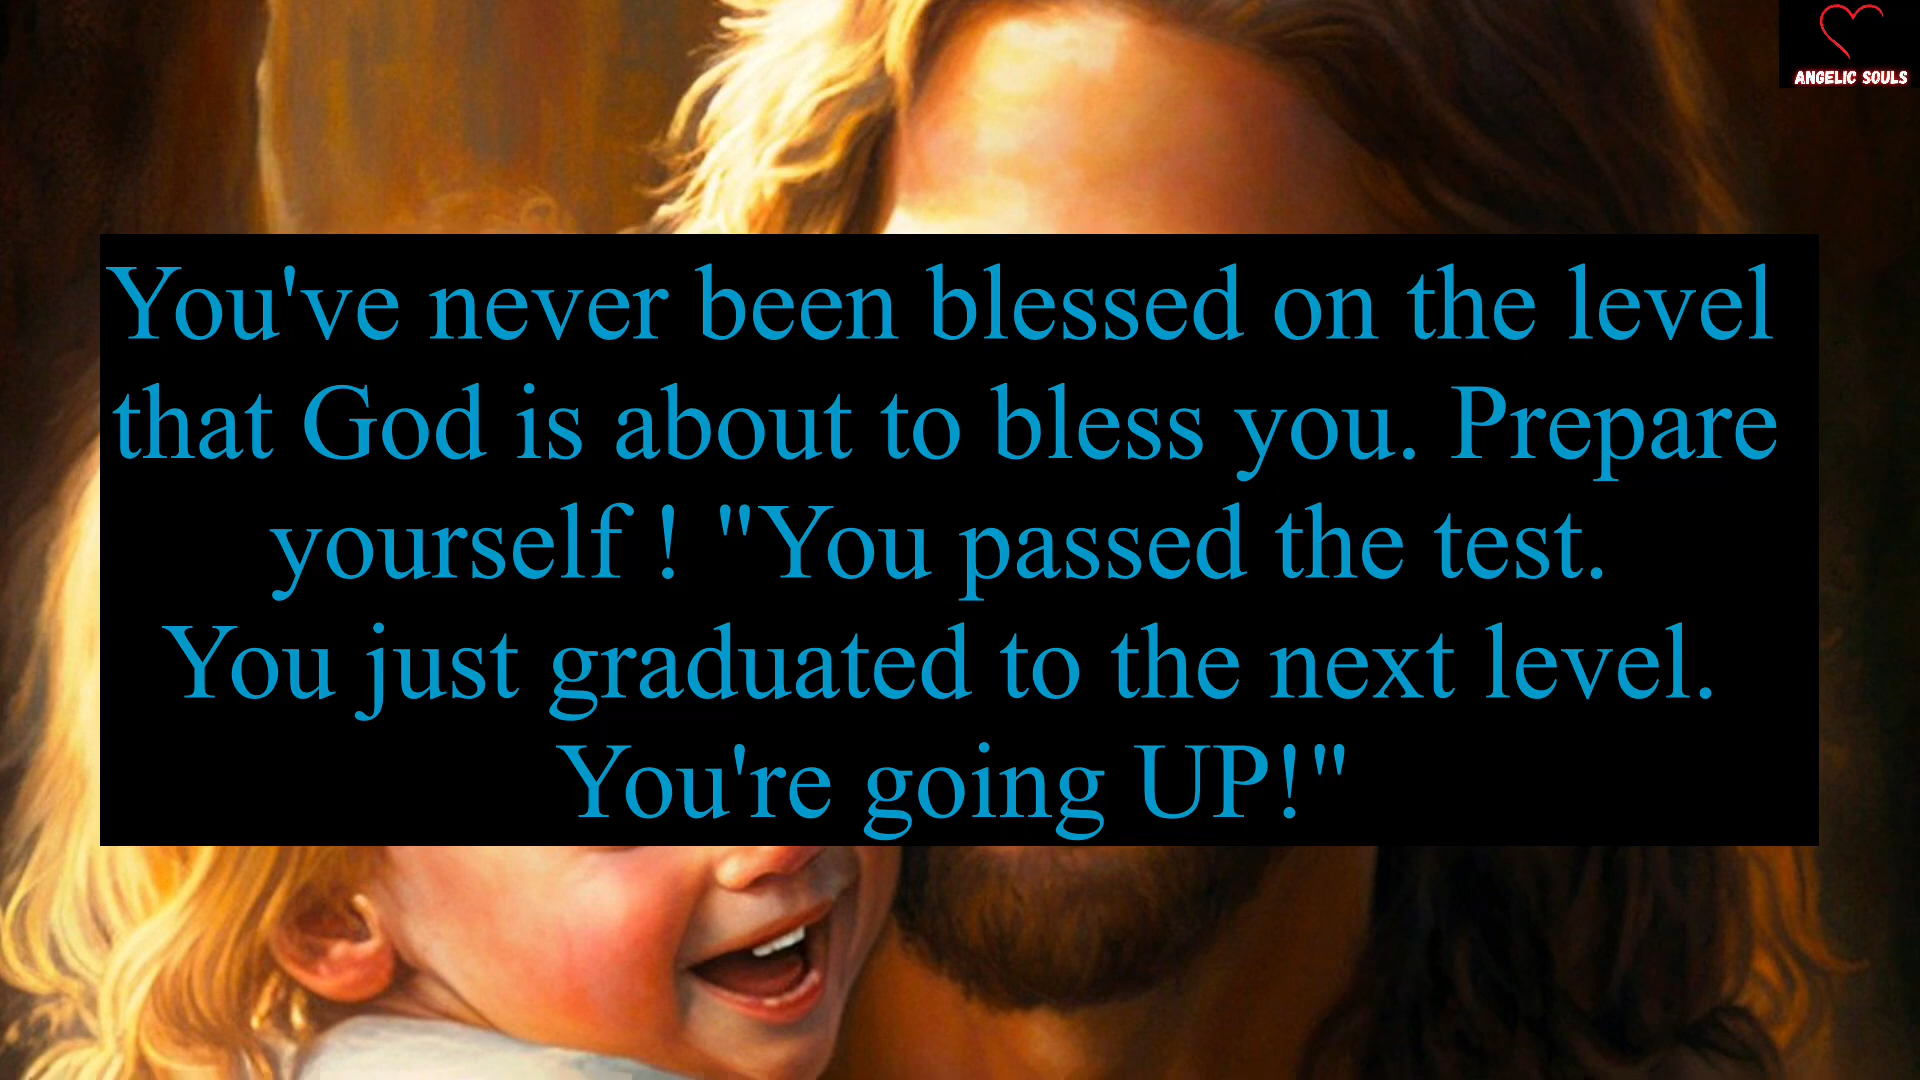 ANGELIC SOULS
You've never been blessed on the level
that God is about to bless you. Prepare
yourself ! "You passed the test.
You just graduated to the next level.
You're going UP!"